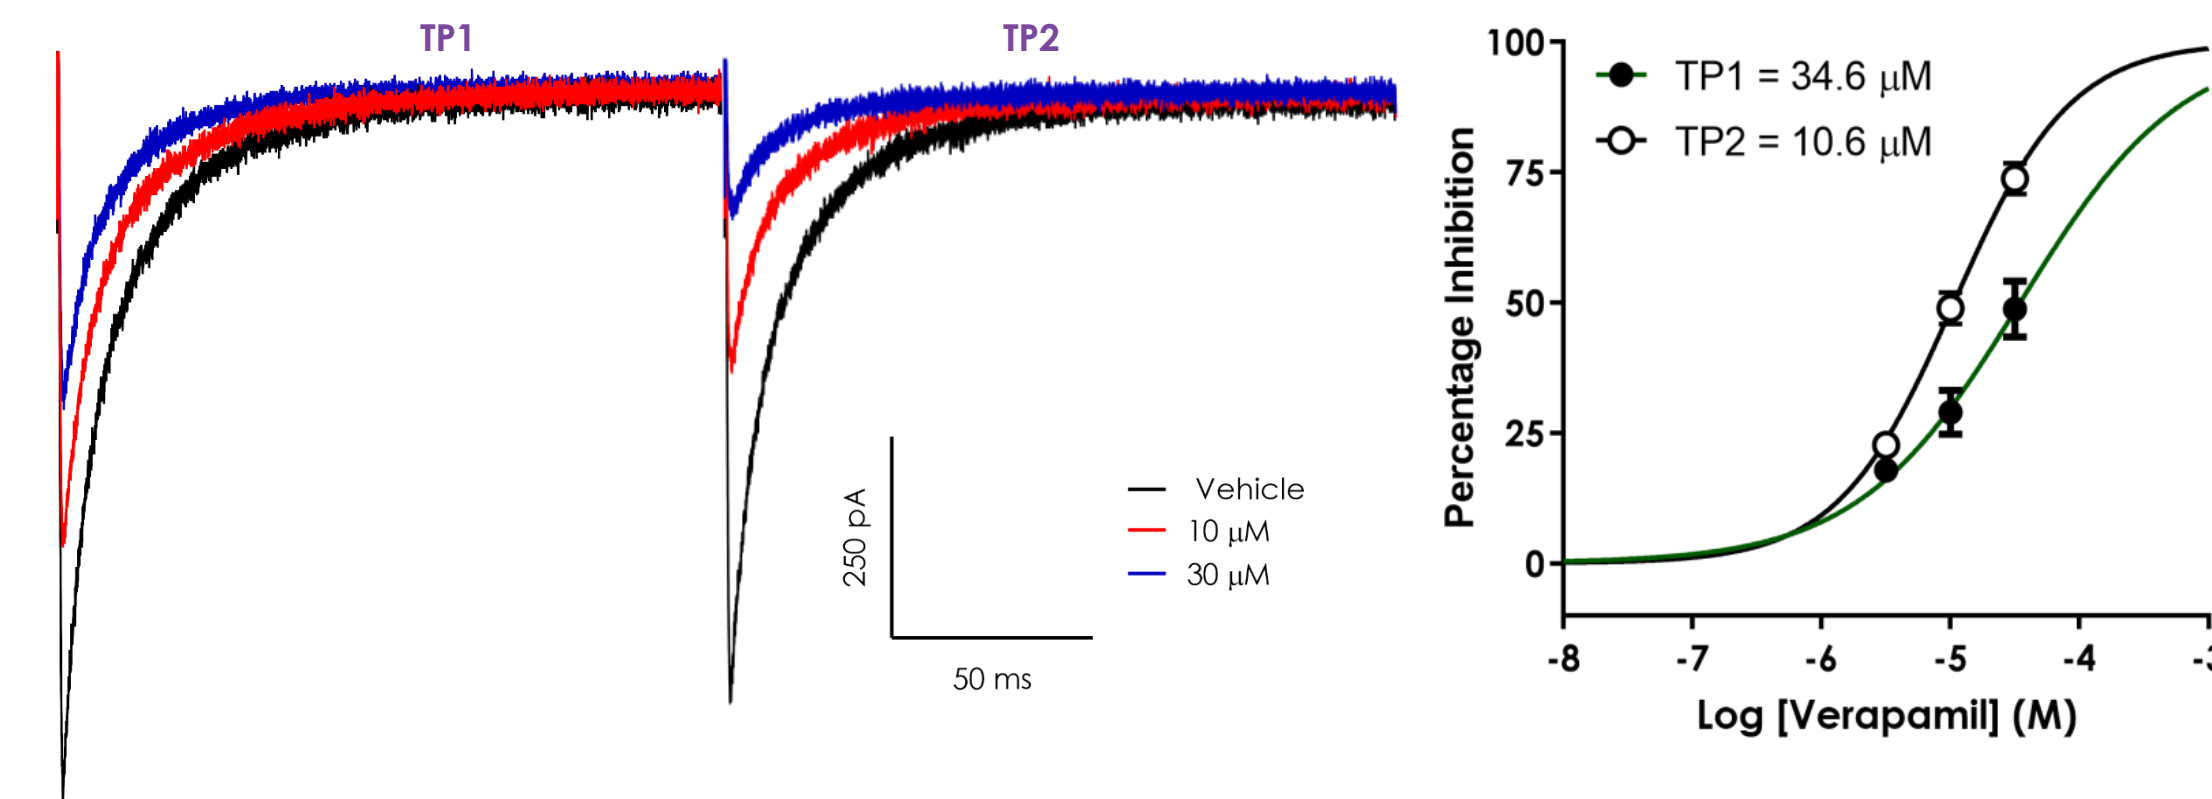 TP1
TP2
250 pA
50 ms
Vehicle
10 μM
30 μM
TP1 = 34.6 μM
TP2 = 10.6 μM
Percentage Inhibition
100
75
50
25
0
-8 -7 -6 -5 -4
Log [Verapamil] (M)